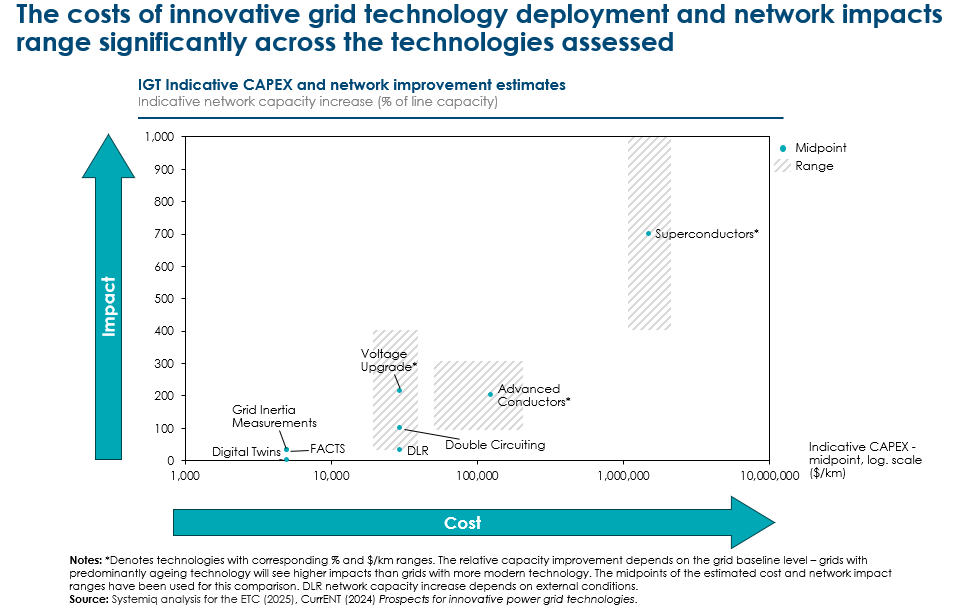 The costs of innovative grid technology deployment and network impacts
range significantly across the technologies assessed
IGT Indicative CAPEX and network improvement estimates
Indicative network capacity increase (% of line capacity)
Impact
1,000
900
800
700
600
500
400
300
200
100
0
Midpoint
Range
Superconductors*
Voltage
Upgrade*
Advanced
Conductors*
Grid Inertia
Measurements
Digital Twins
FACTS
DLR
Double Circuiting
1,000
10,000
100,000
1,000,000
10,000,000
Indicative CAPEX -
midpoint, log. scale
($/km)
Cost
Notes: *Denotes technologies with corresponding % and $/km ranges. The relative capacity improvement depends on the grid baseline level – grids with
predominantly ageing technology will see higher impacts than grids with more modern technology. The midpoints of the estimated cost and network impact
ranges have been used for this comparison. DLR network capacity increase depends on external conditions.
Source: Systemiq analysis for the ETC (2025), CurrENT (2024) Prospects for innovative power grid technologies.